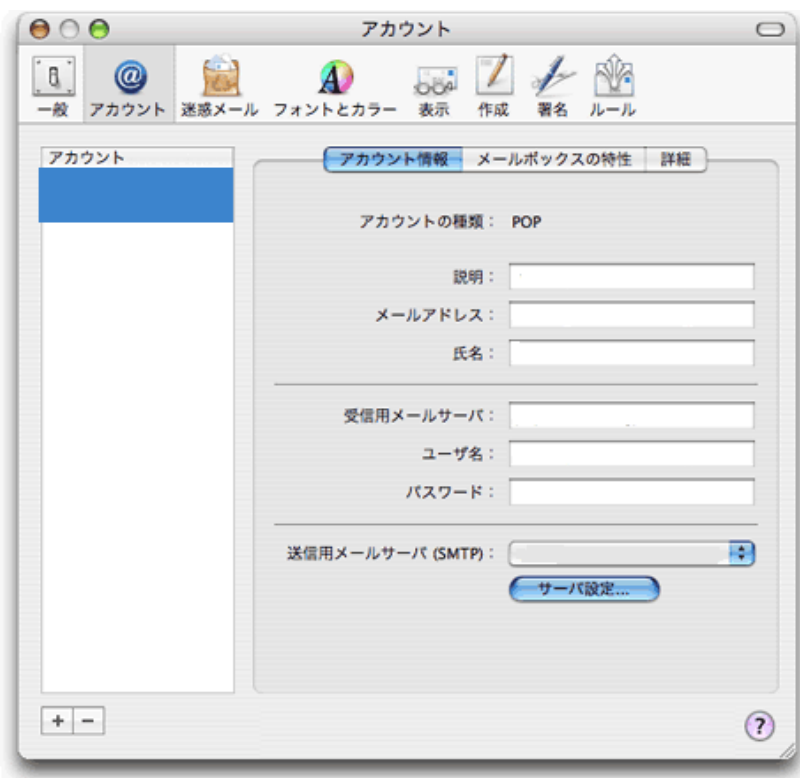 アカウント
一般 アカウント 迷惑メール フォントとカラー 表示 作成 署名 ルール
アカウント
アカウント情報 メールボックスの特性 詳細
アカウントの種類： POP
説明：
メールアドレス：
氏名：
受信用メールサーバ：
ユーザ名：
パスワード：
送信用メールサーバ (SMTP)：
サーバ設定...
+ −
?